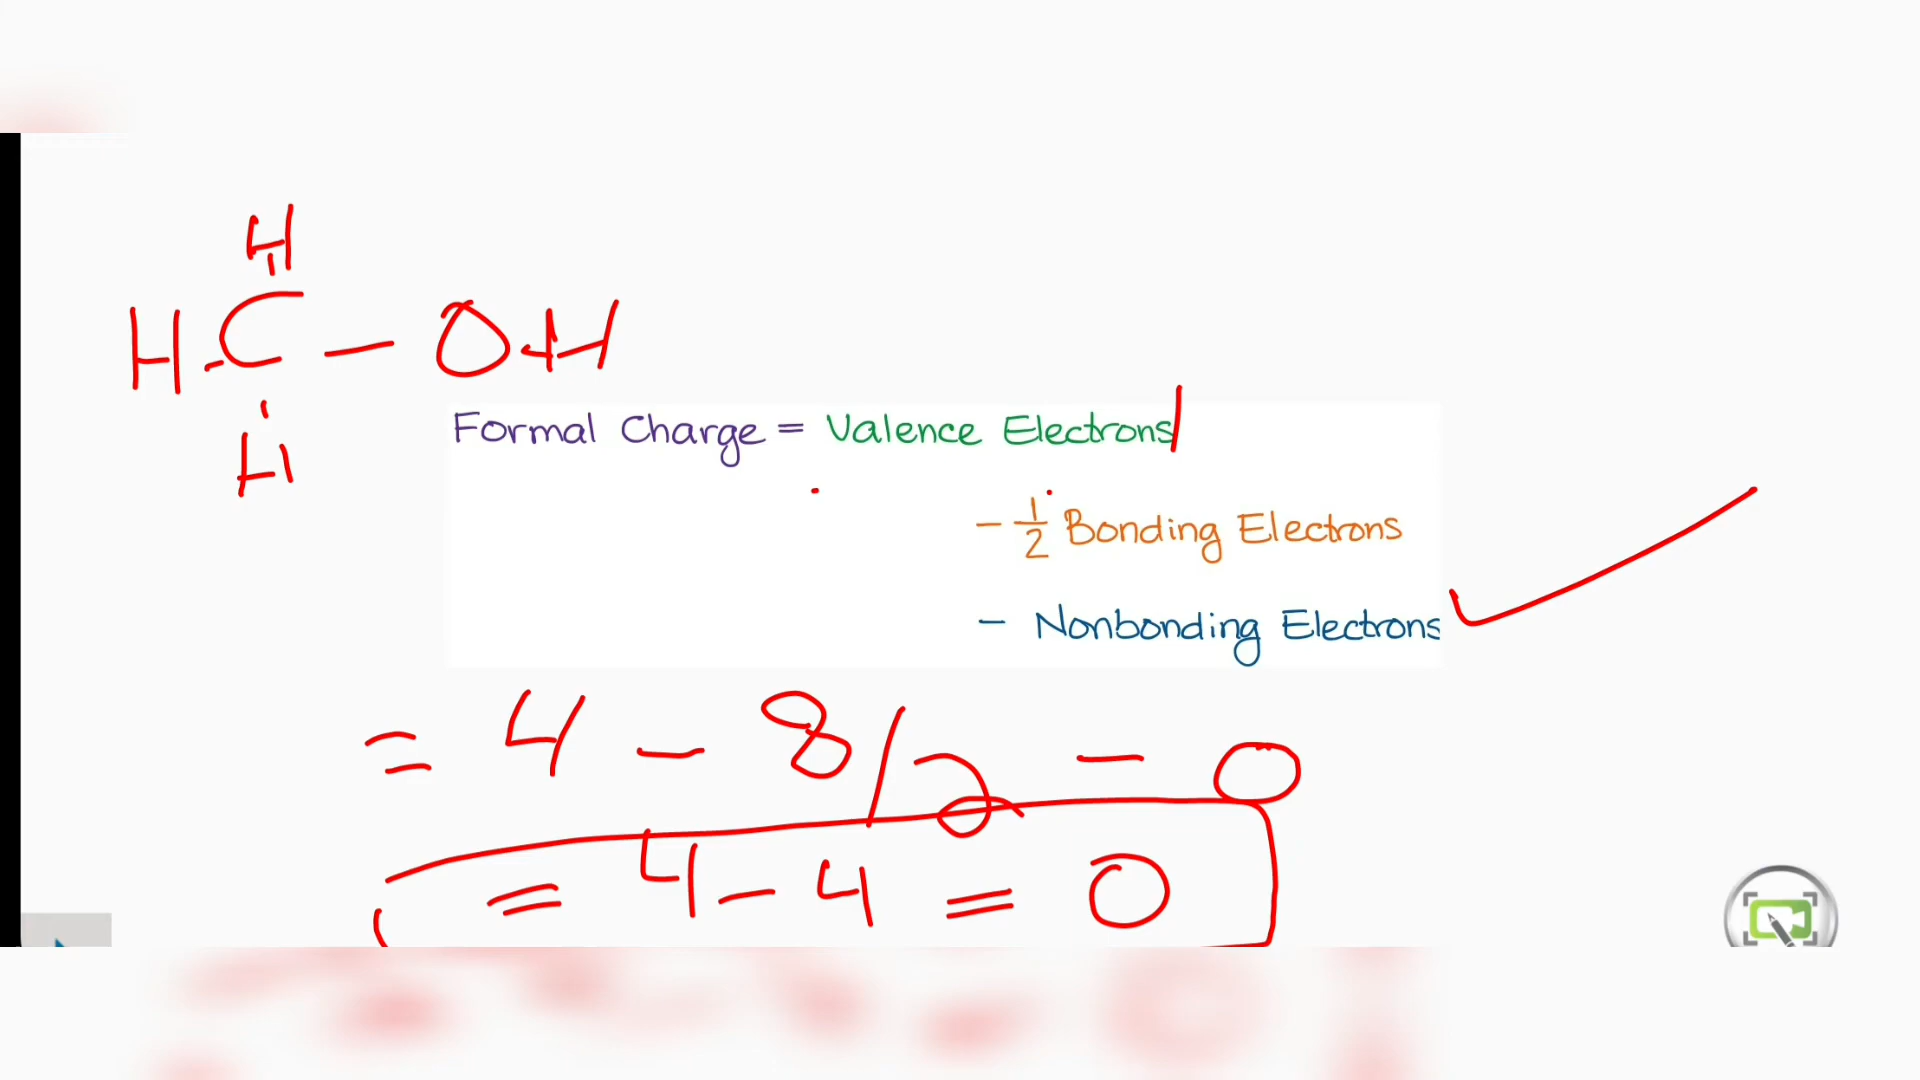 H
H - C - O - H
H
Formal Charge = Valence Electrons
- 1/2 Bonding Electrons
- Nonbonding Electrons
= 4 - 8/2 - 0
= 4 - 4 = 0